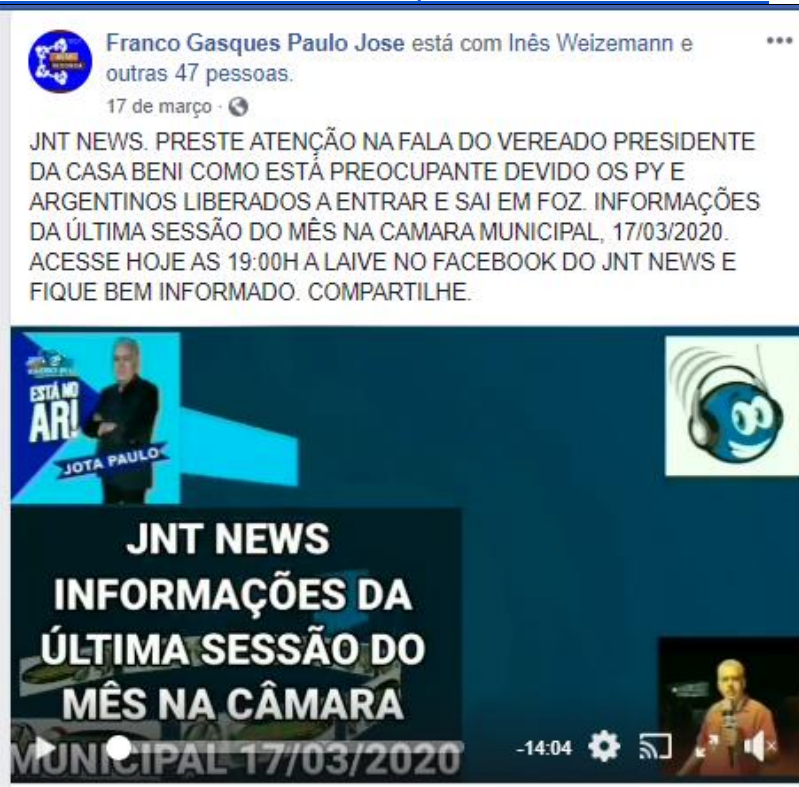 Franco Gasques Paulo Jose está com Inês Weizemann e
outras 47 pessoas.
17 de março ·
JNT NEWS. PRESTE ATENÇÃO NA FALA DO VEREADO PRESIDENTE
DA CASA BENI COMO ESTÁ PREOCUPANTE DEVIDO OS PY E
ARGENTINOS LIBERADOS A ENTRAR E SAI EM FOZ. INFORMAÇÕES
DA ÚLTIMA SESSÃO DO MÊS NA CAMARA MUNICIPAL, 17/03/2020.
ACESSE HOJE AS 19:00H A LAIVE NO FACEBOOK DO JNT NEWS E
FIQUE BEM INFORMADO. COMPARTILHE.
ESTÁ NO
AR!
JOTA PAULO
JNT NEWS
INFORMAÇÕES DA
ÚLTIMA SESSÃO DO
MÊS NA CÂMARA
MUNICIPAL 17/03/2020
-14:04